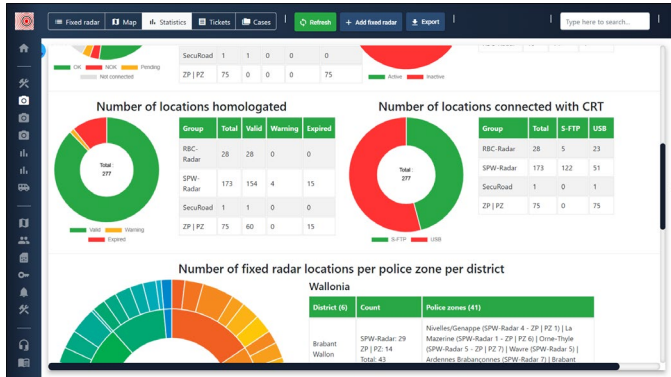 Fixed radar Map Statistics Tickets Cases Refresh + Add fixed radar Export Type here to search...
OK NOK Pending
Not connected
SecuRoad 1 1 0 0 0
ZP | PZ 75 0 0 0 75
Active Inactive
Number of locations homologated
Total :
277
Valid Warning
Expired
Group Total Valid Warning Expired
RBC-
Radar 28 28 0 0
SPW-
Radar 173 154 4 15
SecuRoad 1 1 0 0
ZP | PZ 75 60 0 15
Number of locations connected with CRT
Total :
277
S-FTP USB
Group Total S-FTP USB
RBC-Radar 28 5 23
SPW-Radar 173 122 51
SecuRoad 1 0 1
ZP | PZ 75 0 75
Number of fixed radar locations per police zone per district
Wallonia
District (6) Count Police zones (41)
Brabant
Wallon
SPW-Radar: 29
ZP | PZ: 14
Total: 43
Nivelles/Genappe (SPW-Radar 4 - ZP | PZ 1) | La
Mazerine (SPW-Radar 1 - ZP | PZ 6) | Orne-Thyle
(SPW-Radar 5 - ZP | PZ 7) | Wavre (SPW-Radar 5) |
Ardennes Brabançonnes (SPW-Radar 7) | Brabant